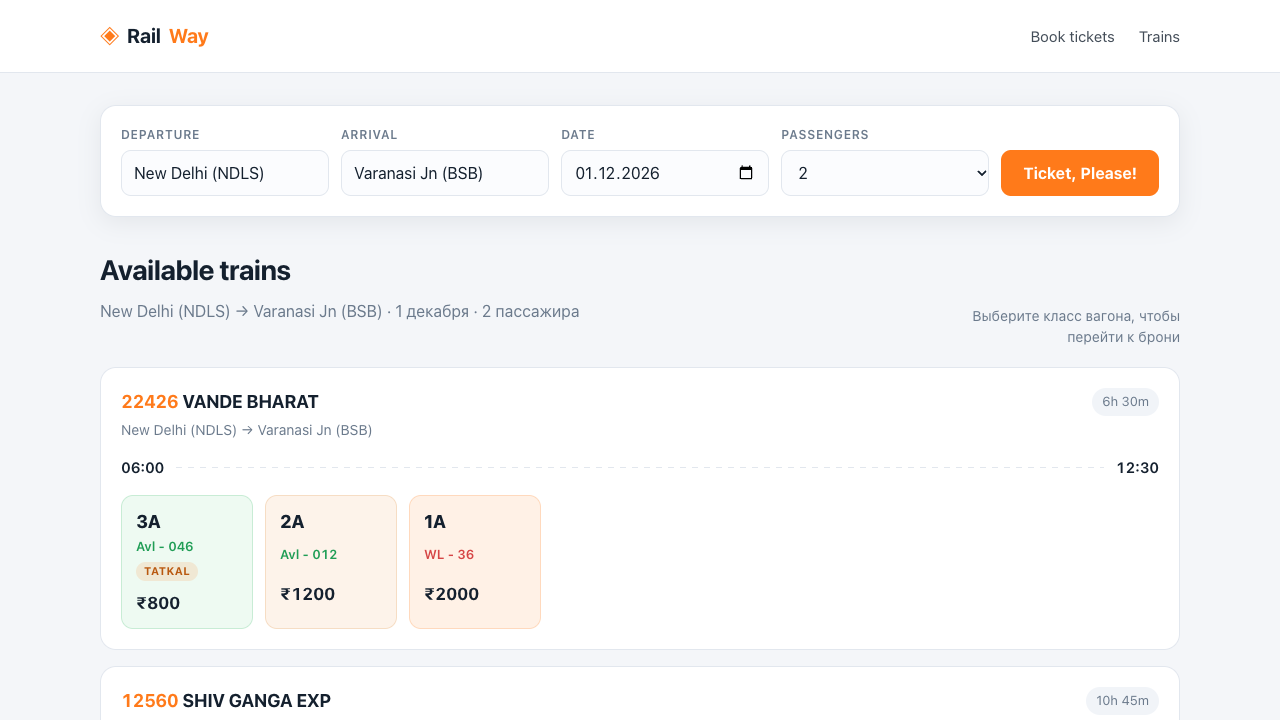 Rail Way
Book tickets
Trains
DEPARTURE
ARRIVAL
DATE
PASSENGERS
New Delhi (NDLS)
Varanasi Jn (BSB)
01.12.2026
2
Ticket, Please!
Available trains
New Delhi (NDLS) → Varanasi Jn (BSB) · 1 декабря · 2 пассажира
Выберите класс вагона, чтобы
перейти к брони
22426 VANDE BHARAT
6h 30m
New Delhi (NDLS) → Varanasi Jn (BSB)
06:00
12:30
3A
Avl - 046
TATKAL
₹800
2A
Avl - 012
₹1200
1A
WL - 36
₹2000
12560 SHIV GANGA EXP
10h 45m